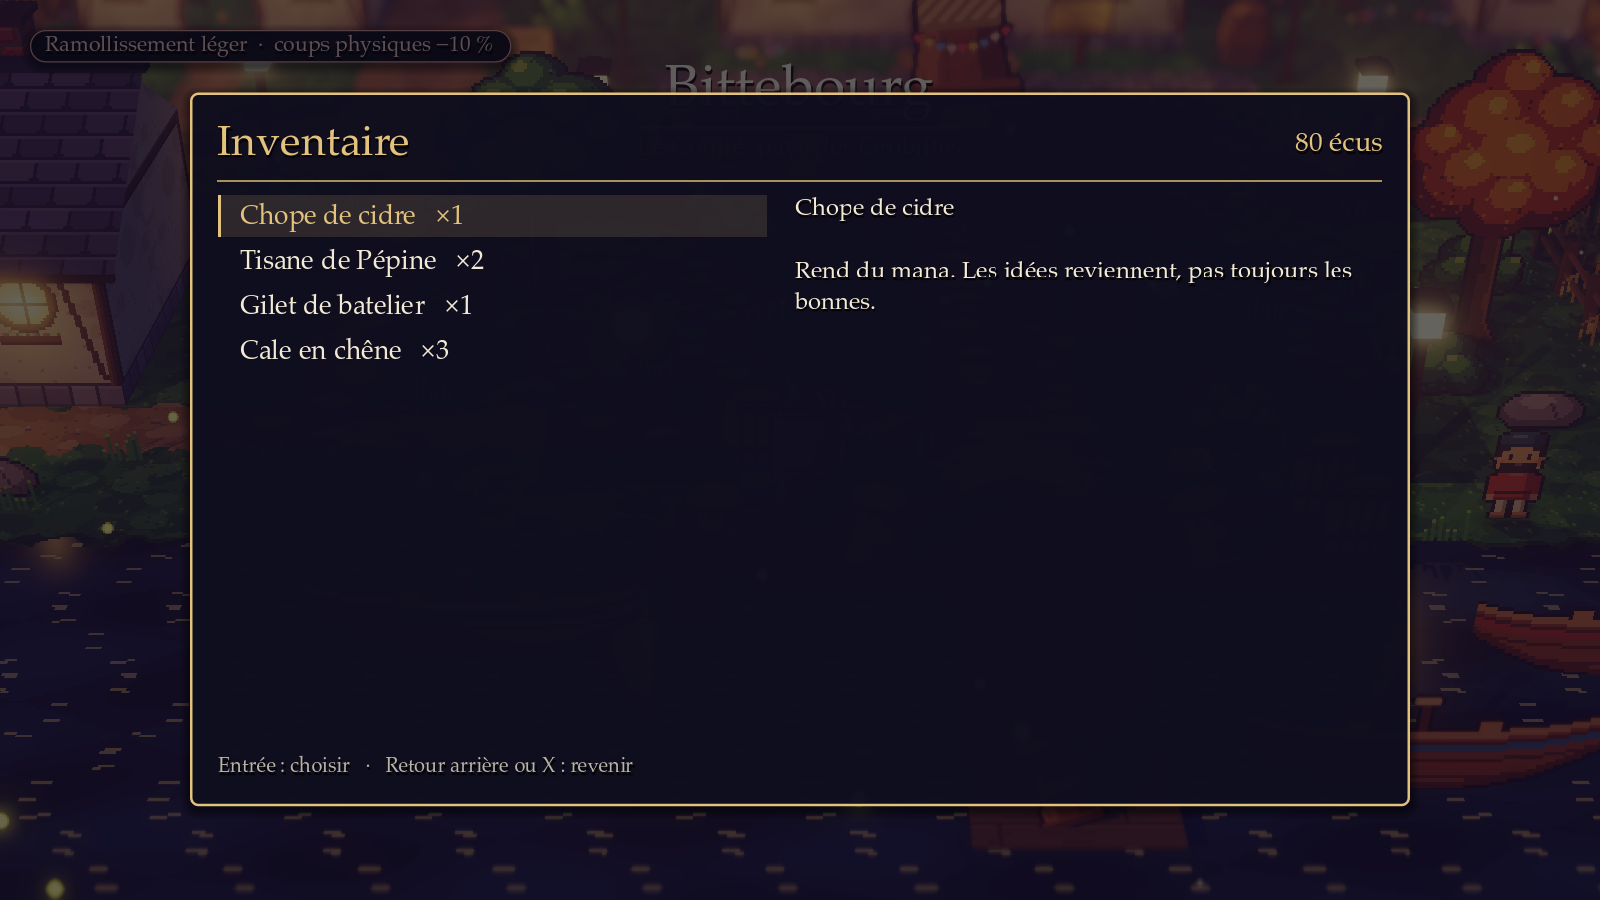 Ramollissement léger · coups physiques −10 %
Bittebourg
Inventaire
80 écus
Chope de cidre ×1
Tisane de Pépine ×2
Gilet de batelier ×1
Cale en chêne ×3
Chope de cidre
Rend du mana. Les idées reviennent, pas toujours les
bonnes.
Entrée : choisir · Retour arrière ou X : revenir